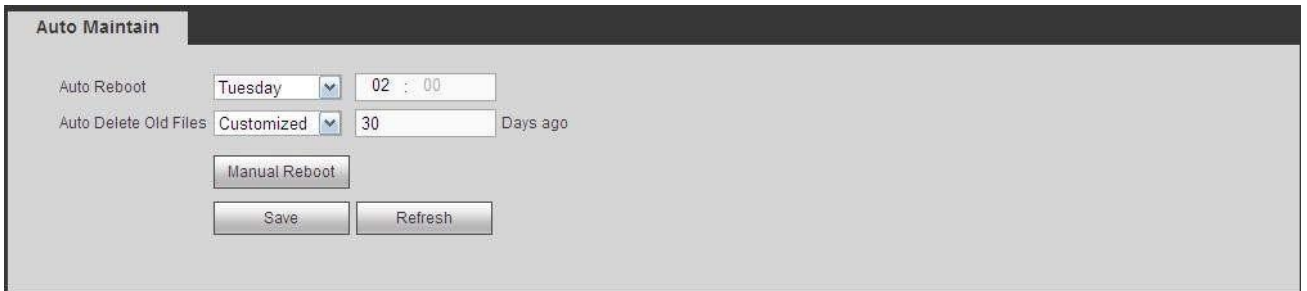 Auto Maintain
Auto Reboot Tuesday 02 : 00
Auto Delete Old Files Customized 30 Days ago
Manual Reboot
Save Refresh